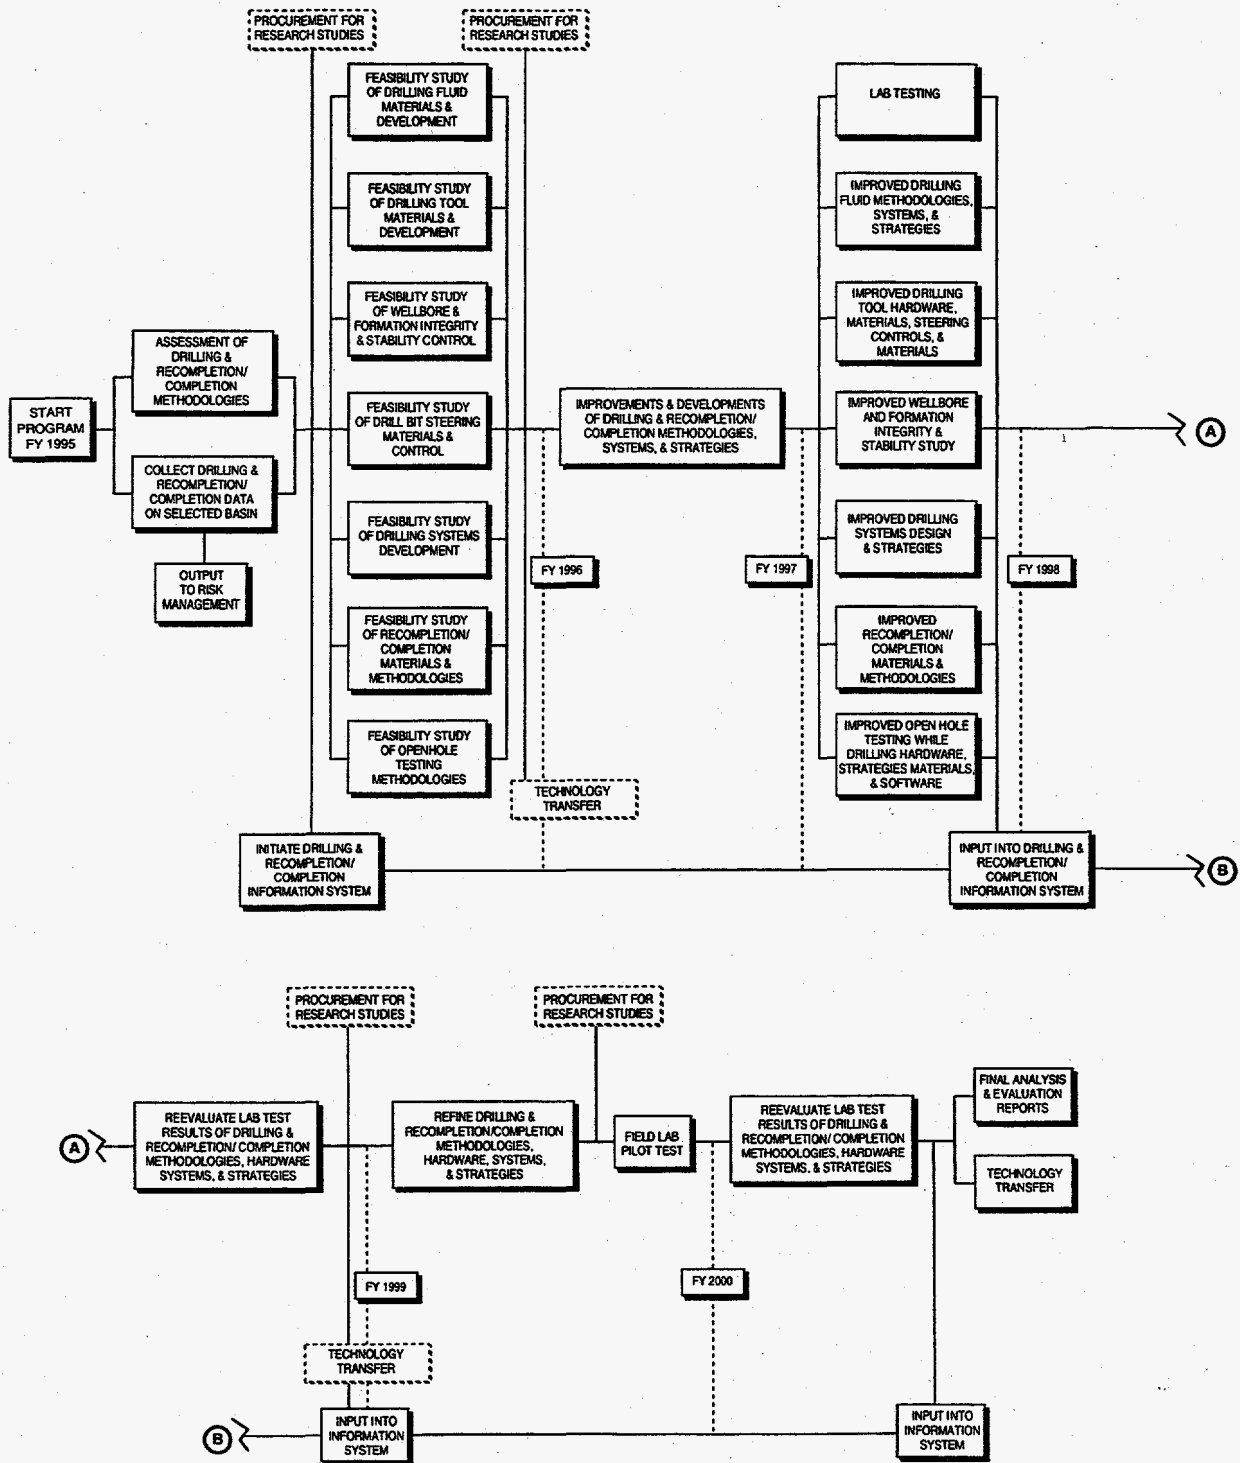 PROCUREMENT FOR
RESEARCH STUDIES
PROCUREMENT FOR
RESEARCH STUDIES
FEASIBILITY STUDY
OF DRILLING FLUID
MATERIALS &
DEVELOPMENT
LAB TESTING
FEASIBILITY STUDY
OF DRILLING TOOL
MATERIALS &
DEVELOPMENT
IMPROVED DRILLING
FLUID METHODOLOGIES,
SYSTEMS, &
STRATEGIES
FEASIBILITY STUDY
OF WELLBORE &
FORMATION INTEGRITY
& STABILITY CONTROL
IMPROVED DRILLING
TOOL HARDWARE,
MATERIALS, STEERING
CONTROLS, &
MATERIALS
ASSESSMENT OF
DRILLING &
RECOMPLETION/
COMPLETION
METHODOLOGIES
START
PROGRAM
FY 1995
FEASIBILITY STUDY
OF DRILL BIT STEERING
MATERIALS &
CONTROL
IMPROVEMENTS & DEVELOPMENTS
OF DRILLING & RECOMPLETION/
COMPLETION METHODOLOGIES,
SYSTEMS, & STRATEGIES
IMPROVED WELLBORE
AND FORMATION
INTEGRITY &
STABILITY STUDY
A
COLLECT DRILLING &
RECOMPLETION/
COMPLETION DATA
ON SELECTED BASIN
FEASIBILITY STUDY
OF DRILLING SYSTEMS
DEVELOPMENT
IMPROVED DRILLING
SYSTEMS DESIGN
& STRATEGIES
OUTPUT
TO RISK
MANAGEMENT
FY 1996
FY 1997
FY 1998
FEASIBILITY STUDY
OF RECOMPLETION/
COMPLETION
MATERIALS &
METHODOLOGIES
IMPROVED
RECOMPLETION/
COMPLETION
MATERIALS &
METHODOLOGIES
FEASIBILITY STUDY
OF OPENHOLE
TESTING
METHODOLOGIES
IMPROVED OPEN HOLE
TESTING WHILE
DRILLING HARDWARE,
STRATEGIES MATERIALS,
& SOFTWARE
TECHNOLOGY
TRANSFER
INITIATE DRILLING &
RECOMPLETION/
COMPLETION
INFORMATION SYSTEM
INPUT INTO DRILLING &
RECOMPLETION/
COMPLETION
INFORMATION SYSTEM
B
PROCUREMENT FOR
RESEARCH STUDIES
PROCUREMENT FOR
RESEARCH STUDIES
A
REEVALUATE LAB TEST
RESULTS OF DRILLING &
RECOMPLETION/ COMPLETION
METHODOLOGIES, HARDWARE
SYSTEMS, & STRATEGIES
REFINE DRILLING &
RECOMPLETION/COMPLETION
METHODOLOGIES,
HARDWARE, SYSTEMS,
& STRATEGIES
FIELD LAB
PILOT TEST
REEVALUATE LAB TEST
RESULTS OF DRILLING &
RECOMPLETION/ COMPLETION
METHODOLOGIES, HARDWARE
SYSTEMS, & STRATEGIES
FINAL ANALYSIS
& EVALUATION
REPORTS
TECHNOLOGY
TRANSFER
FY 1999
FY 2000
TECHNOLOGY
TRANSFER
B
INPUT INTO
INFORMATION
SYSTEM
INPUT INTO
INFORMATION
SYSTEM